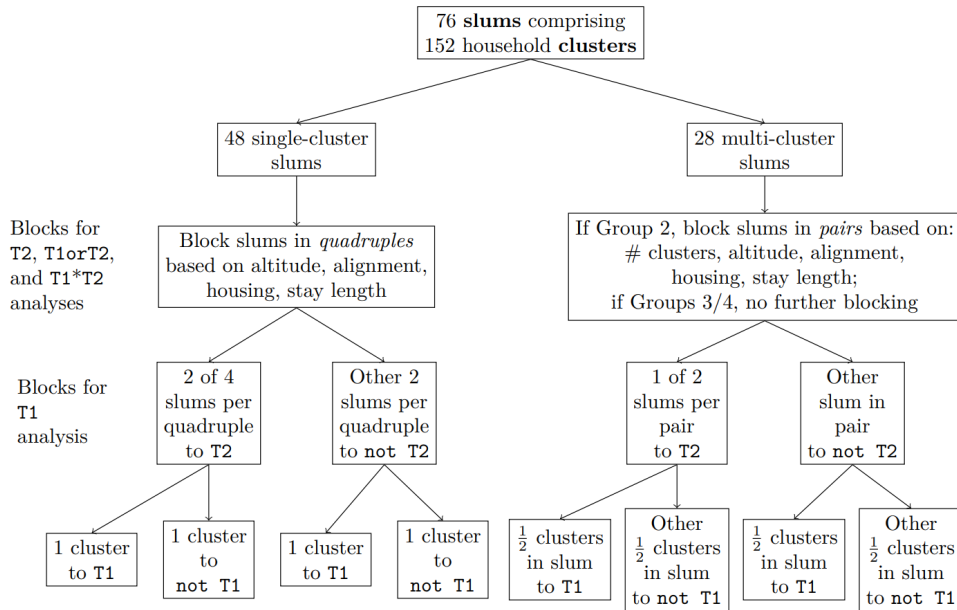 76 slums comprising
152 household clusters
48 single-cluster
slums
28 multi-cluster
slums
Blocks for
T2, T1orT2,
and T1*T2
analyses
Block slums in quadruples
based on altitude, alignment,
housing, stay length
If Group 2, block slums in pairs based on:
# clusters, altitude, alignment,
housing, stay length;
if Groups 3/4, no further blocking
Blocks for
T1
analysis
2 of 4
slums per
quadruple
to T2
Other 2
slums per
quadruple
to not T2
1 of 2
slums per
pair
to T2
Other
slum in
pair
to not T2
1 cluster
to T1
1 cluster
to
not T1
1 cluster
to T1
1 cluster
to
not T1
1/2 clusters
in slum
to T1
Other
1/2 clusters
in slum
to not T1
1/2 clusters
in slum
to T1
Other
1/2 clusters
in slum
to not T1